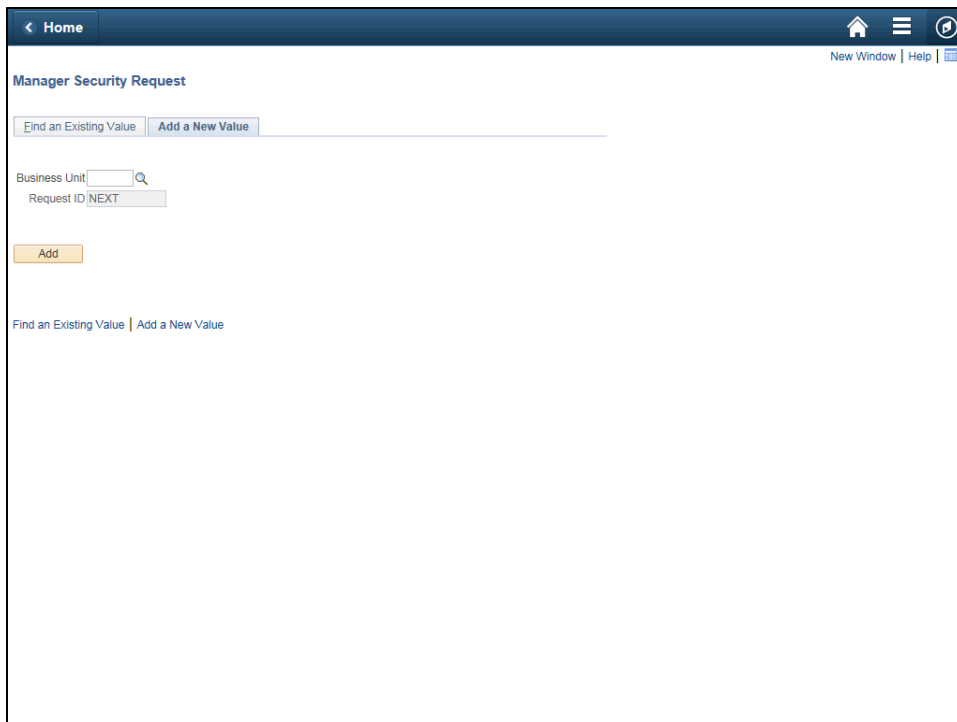 Home
New Window | Help |
Manager Security Request
Find an Existing Value Add a New Value
Business Unit
Request ID NEXT
Add
Find an Existing Value | Add a New Value